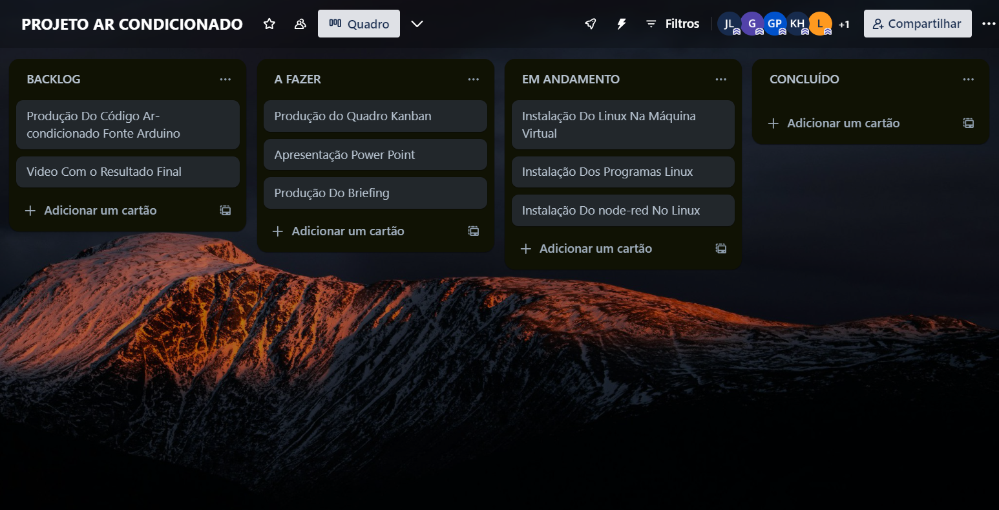 PROJETO AR CONDICIONADO
Quadro
Filtros
JL
G
GP
KH
L
+1
Compartilhar
BACKLOG
Produção Do Código Ar-
condicionado Fonte Arduino
Video Com o Resultado Final
Adicionar um cartão
A FAZER
Produção do Quadro Kanban
Apresentação Power Point
Produção Do Briefing
Adicionar um cartão
EM ANDAMENTO
Instalação Do Linux Na Máquina
Virtual
Instalação Dos Programas Linux
Instalação Do node-red No Linux
Adicionar um cartão
CONCLUÍDO
Adicionar um cartão